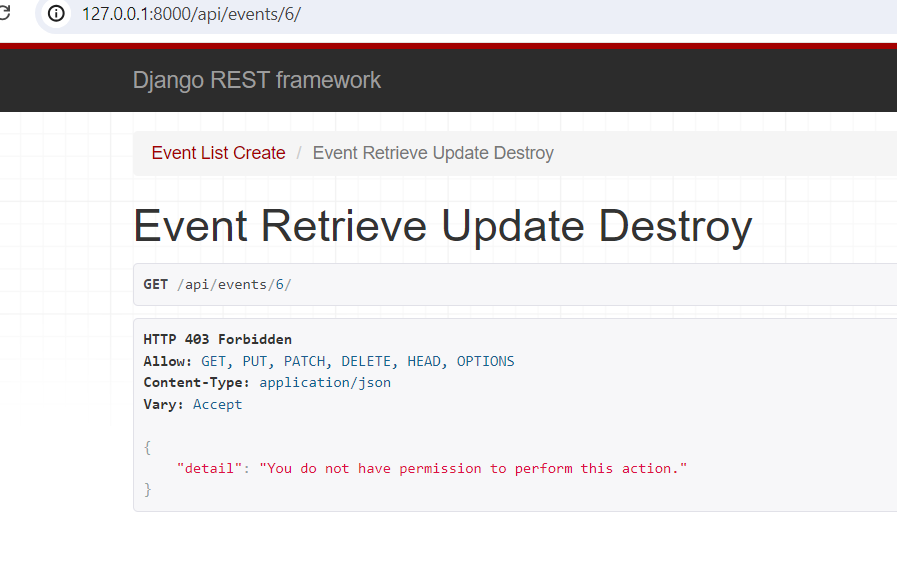 127.0.0.1:8000/api/events/6/
Django REST framework
Event List Create / Event Retrieve Update Destroy
Event Retrieve Update Destroy
GET /api/events/6/
HTTP 403 Forbidden
Allow: GET, PUT, PATCH, DELETE, HEAD, OPTIONS
Content-Type: application/json
Vary: Accept
{
    "detail": "You do not have permission to perform this action."
}